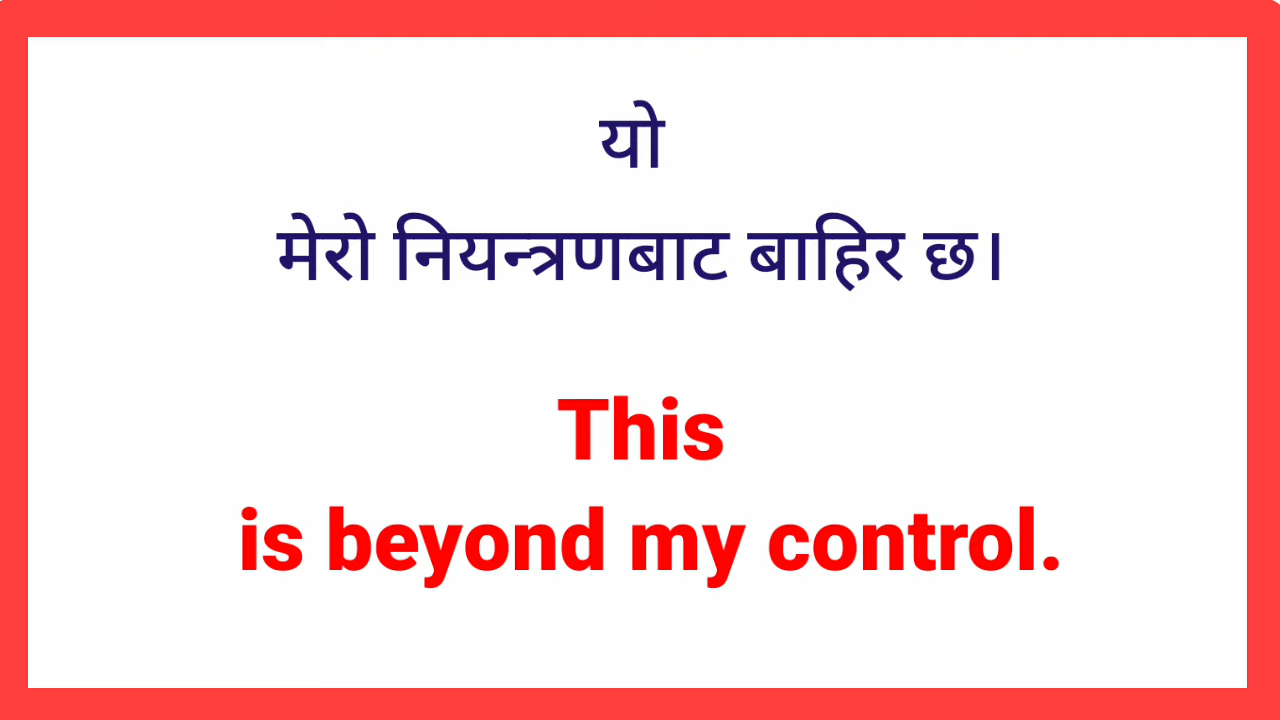 यो
मेरो नियन्त्रणबाट बाहिर छ।
This
is beyond my control.